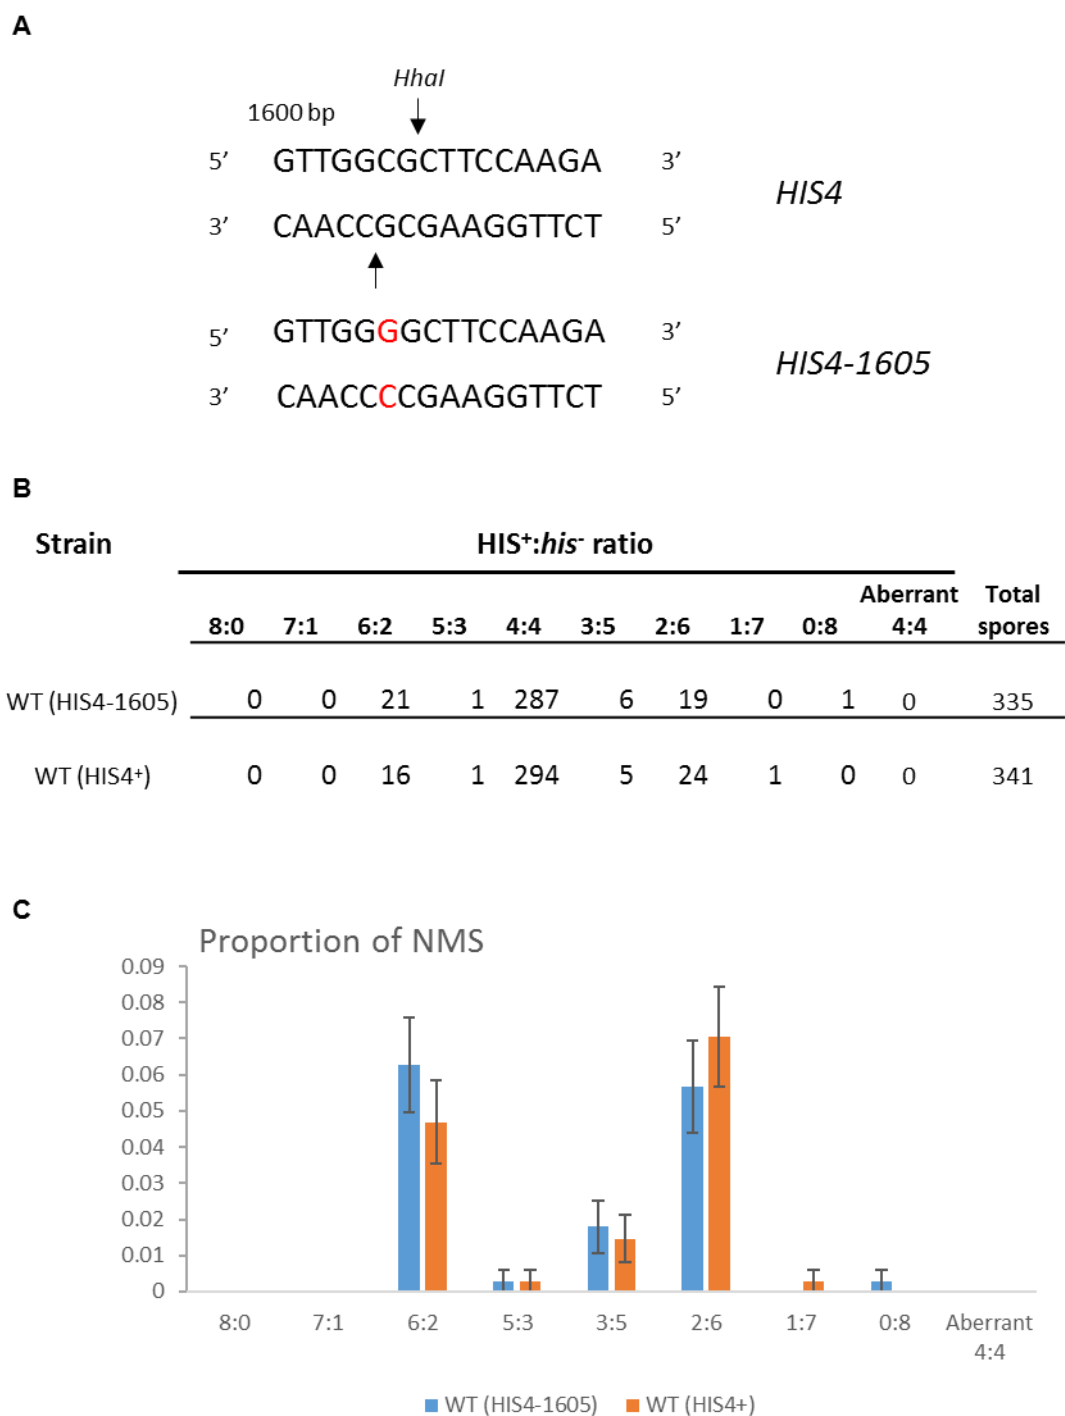 A
HhaI
1600 bp
5’ GTTGGCGCTTCCAAGA 3’
HIS4
3’ CAACCGCGAAGGTTCT 5’
5’ GTTGGGGCTTCCAAGA 3’
HIS4-1605
3’ CAACCCCGAAGGTTCT 5’
B
Strain HIS⁺:his⁻ ratio
Aberrant Total
8:0 7:1 6:2 5:3 4:4 3:5 2:6 1:7 0:8 4:4 spores
WT (HIS4-1605) 0 0 21 1 287 6 19 0 1 0 335
WT (HIS4⁺) 0 0 16 1 294 5 24 1 0 0 341
C
Proportion of NMS
0.09
0.08
0.07
0.06
0.05
0.04
0.03
0.02
0.01
0
8:0 7:1 6:2 5:3 3:5 2:6 1:7 0:8 Aberrant
4:4
WT (HIS4-1605) WT (HIS4+)